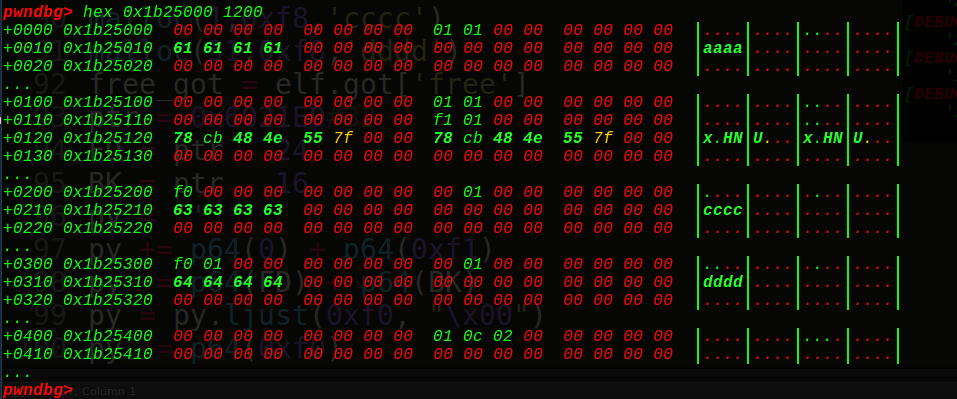 pwndbg> hex 0x1b25000 1200
+0000 0x1b25000 00 00 00 00 00 00 00 00 01 01 00 00 00 00 00 00 |....|....|....|....|
+0010 0x1b25010 61 61 61 61 00 00 00 00 00 00 00 00 00 00 00 00 |aaaa|....|....|....|
+0020 0x1b25020 00 00 00 00 00 00 00 00 00 00 00 00 00 00 00 00 |....|....|....|....|
...
+0100 0x1b25100 00 00 00 00 00 00 00 00 01 01 00 00 00 00 00 00 |....|....|....|....|
+0110 0x1b25110 00 00 00 00 00 00 00 00 f1 01 00 00 00 00 00 00 |....|....|....|....|
+0120 0x1b25120 78 cb 48 4e 55 7f 00 00 78 cb 48 4e 55 7f 00 00 |x.HN|U...|x.HN|U...|
+0130 0x1b25130 00 00 00 00 00 00 00 00 00 00 00 00 00 00 00 00 |....|....|....|....|
...
+0200 0x1b25200 f0 00 00 00 00 00 00 00 00 01 00 00 00 00 00 00 |....|....|....|....|
+0210 0x1b25210 63 63 63 63 00 00 00 00 00 00 00 00 00 00 00 00 |cccc|....|....|....|
+0220 0x1b25220 00 00 00 00 00 00 00 00 00 00 00 00 00 00 00 00 |....|....|....|....|
...
+0300 0x1b25300 f0 01 00 00 00 00 00 00 00 01 00 00 00 00 00 00 |....|....|....|....|
+0310 0x1b25310 64 64 64 64 00 00 00 00 00 00 00 00 00 00 00 00 |dddd|....|....|....|
+0320 0x1b25320 00 00 00 00 00 00 00 00 00 00 00 00 00 00 00 00 |....|....|....|....|
...
+0400 0x1b25400 00 00 00 00 00 00 00 00 01 0c 02 00 00 00 00 00 |....|....|....|....|
+0410 0x1b25410 00 00 00 00 00 00 00 00 00 00 00 00 00 00 00 00 |....|....|....|....|
...
pwndbg>